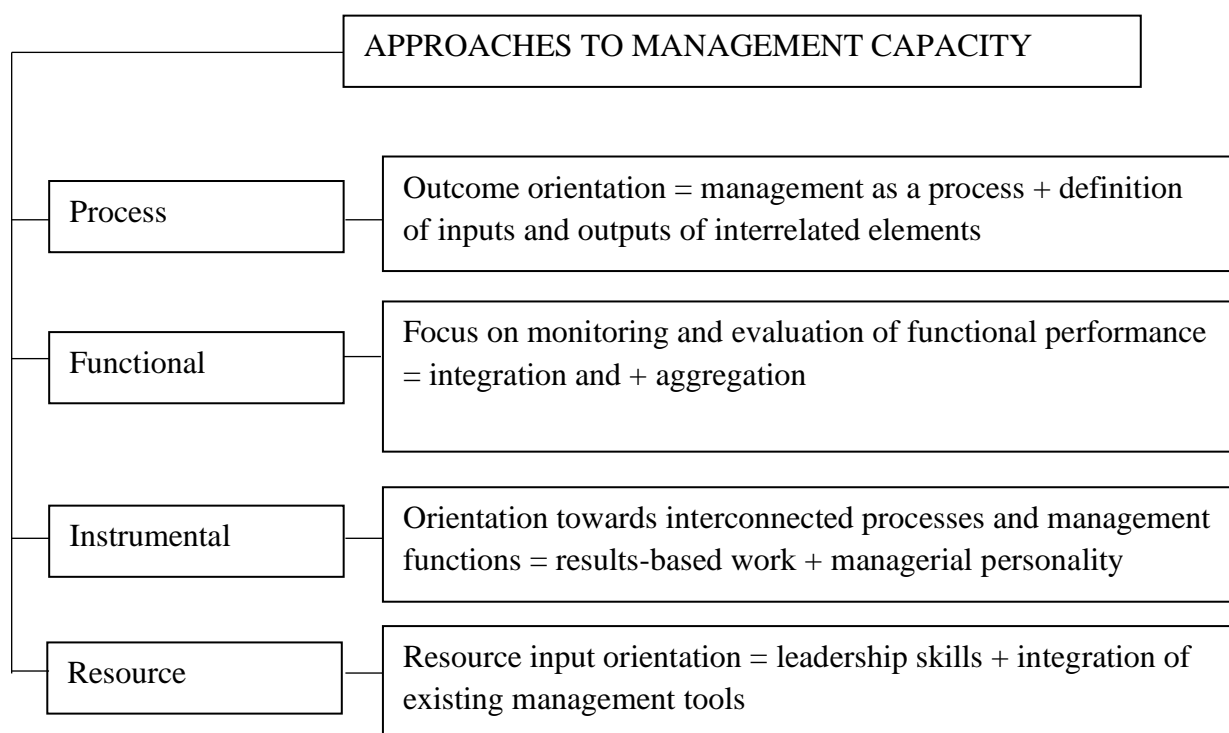 APPROACHES TO MANAGEMENT CAPACITY
Process
Outcome orientation = management as a process + definition
of inputs and outputs of interrelated elements
Functional
Focus on monitoring and evaluation of functional performance
= integration and + aggregation
Instrumental
Orientation towards interconnected processes and management
functions = results-based work + managerial personality
Resource
Resource input orientation = leadership skills + integration of
existing management tools